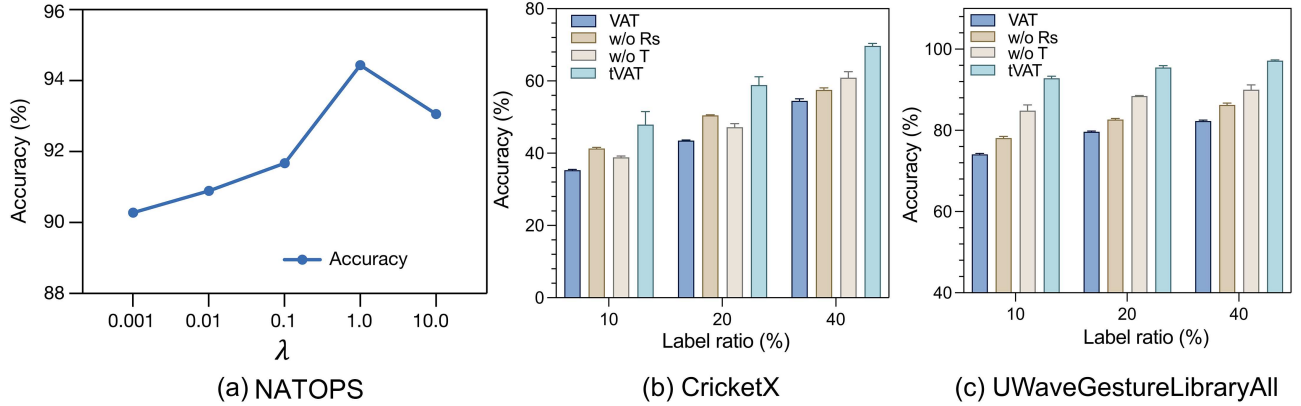 96
94
92
90
88
Accuracy (%)
Accuracy
0.001 0.01 0.1 1.0 10.0
λ
(a) NATOPS
80
60
40
20
0
Accuracy (%)
VAT
w/o Rs
w/o T
tVAT
10 20 40
Label ratio (%)
(b) CricketX
100
80
60
40
Accuracy (%)
VAT
w/o Rs
w/o T
tVAT
10 20 40
Label ratio (%)
(c) UWaveGestureLibraryAll